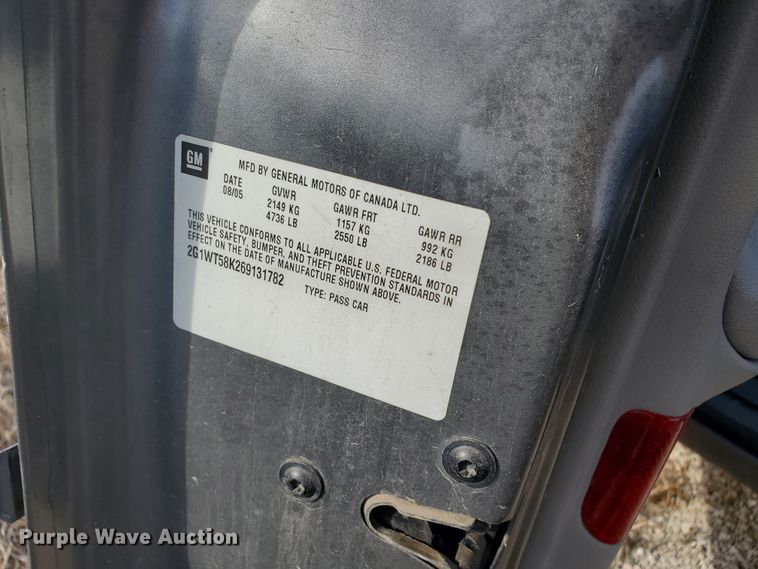 GM
MFD BY GENERAL MOTORS OF CANADA LTD.
DATE GVWR GAWR FRT GAWR RR
08/05 2149 KG 1157 KG 992 KG
4736 LB 2550 LB 2186 LB
THIS VEHICLE CONFORMS TO ALL APPLICABLE U.S. FEDERAL MOTOR
VEHICLE SAFETY, BUMPER, AND THEFT PREVENTION STANDARDS IN
EFFECT ON THE DATE OF MANUFACTURE SHOWN ABOVE.
2G1WT58K269131782
TYPE: PASS CAR
Purple Wave Auction